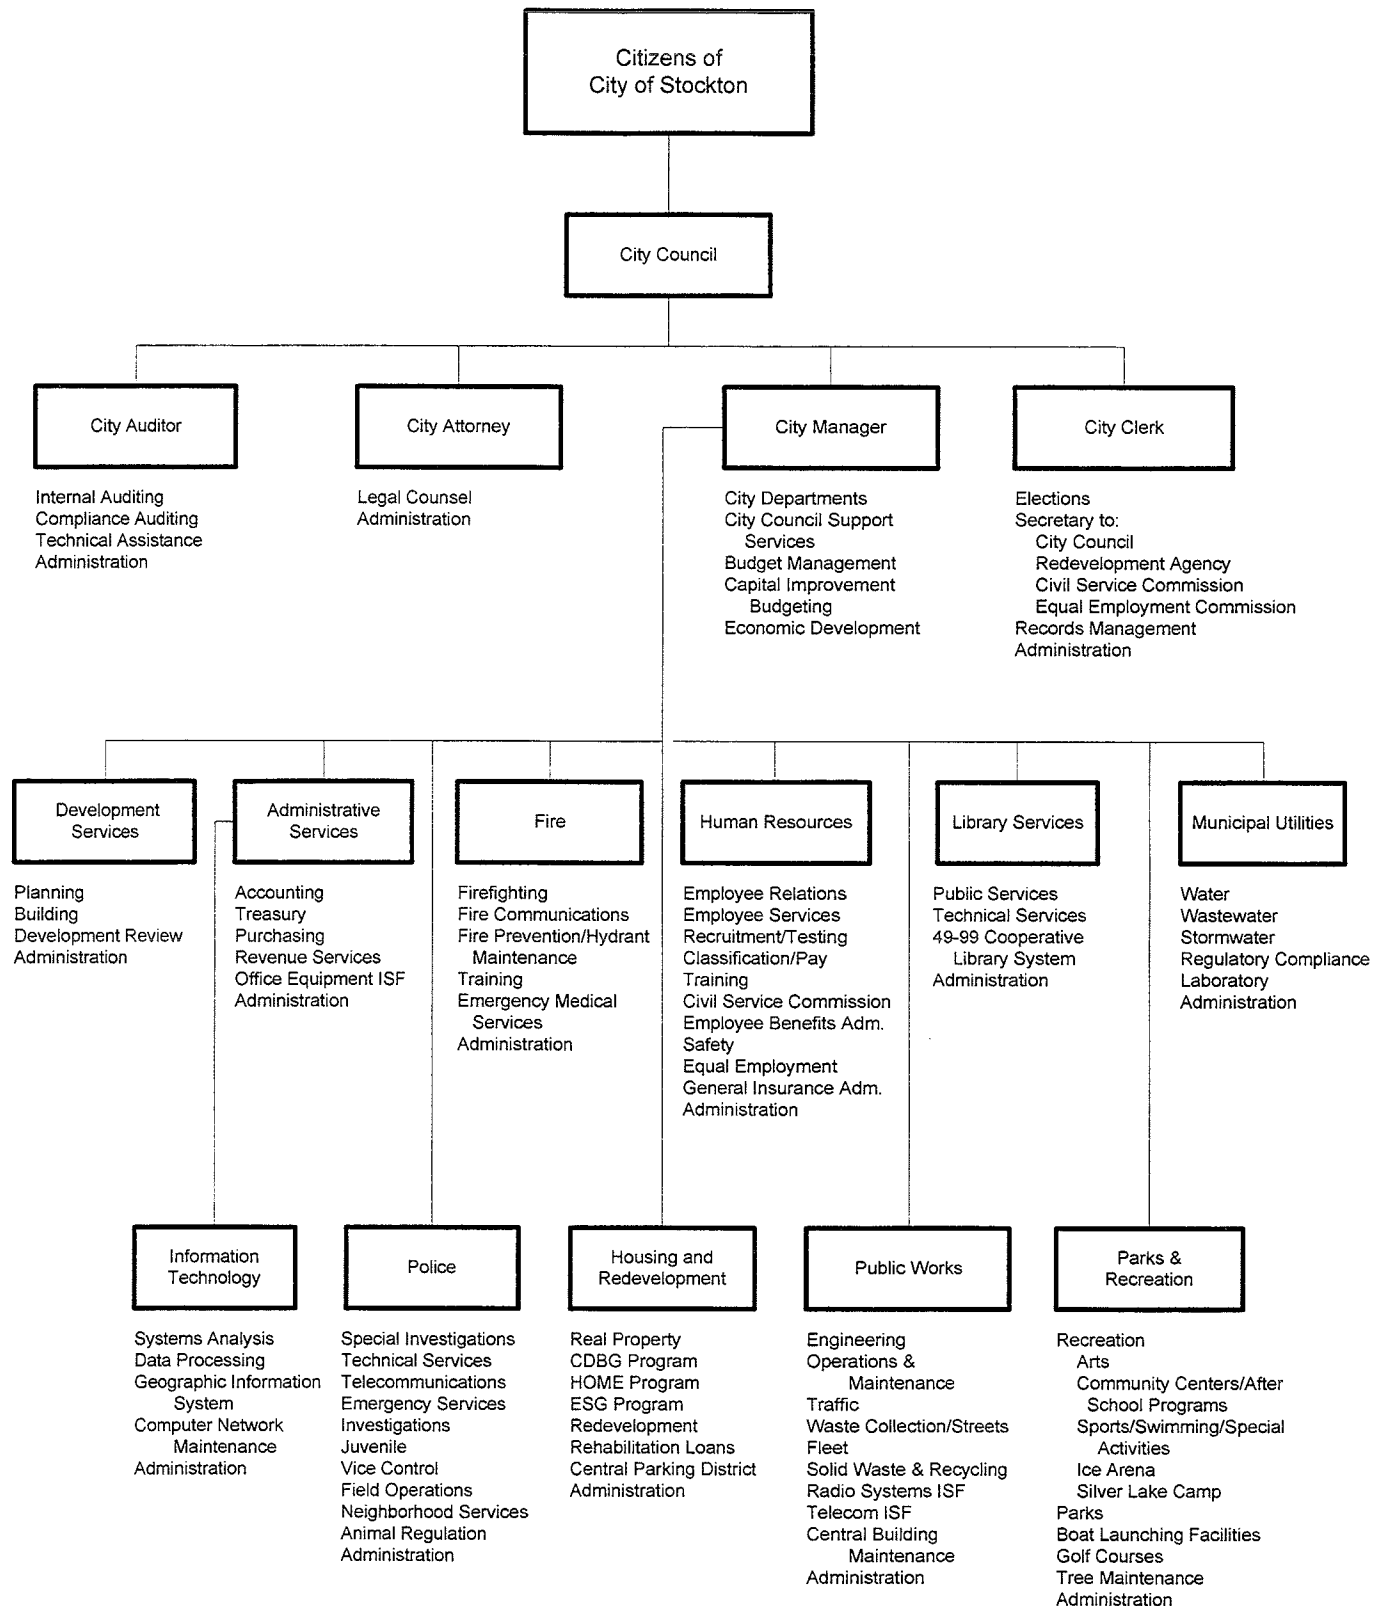 Citizens of
City of Stockton
City Council
City Auditor
Internal Auditing
Compliance Auditing
Technical Assistance
Administration
City Attorney
Legal Counsel
Administration
City Manager
City Departments
City Council Support
Services
Budget Management
Capital Improvement
Budgeting
Economic Development
City Clerk
Elections
Secretary to:
City Council
Redevelopment Agency
Civil Service Commission
Equal Employment Commission
Records Management
Administration
Development
Services
Planning
Building
Development Review
Administration
Administrative
Services
Accounting
Treasury
Purchasing
Revenue Services
Office Equipment ISF
Administration
Fire
Firefighting
Fire Communications
Fire Prevention/Hydrant
Maintenance
Training
Emergency Medical
Services
Administration
Human Resources
Employee Relations
Employee Services
Recruitment/Testing
Classification/Pay
Training
Civil Service Commission
Employee Benefits Adm.
Safety
Equal Employment
General Insurance Adm.
Administration
Library Services
Public Services
Technical Services
49-99 Cooperative
Library System
Administration
Municipal Utilities
Water
Wastewater
Stormwater
Regulatory Compliance
Laboratory
Administration
Information
Technology
Systems Analysis
Data Processing
Geographic Information
System
Computer Network
Maintenance
Administration
Police
Special Investigations
Technical Services
Telecommunications
Emergency Services
Investigations
Juvenile
Vice Control
Field Operations
Neighborhood Services
Animal Regulation
Administration
Housing and
Redevelopment
Real Property
CDBG Program
HOME Program
ESG Program
Redevelopment
Rehabilitation Loans
Central Parking District
Administration
Public Works
Engineering
Operations &
Maintenance
Traffic
Waste Collection/Streets
Fleet
Solid Waste & Recycling
Radio Systems ISF
Telecom ISF
Central Building
Maintenance
Administration
Parks &
Recreation
Recreation
Arts
Community Centers/After
School Programs
Sports/Swimming/Special
Activities
Ice Arena
Silver Lake Camp
Parks
Boat Launching Facilities
Golf Courses
Tree Maintenance
Administration